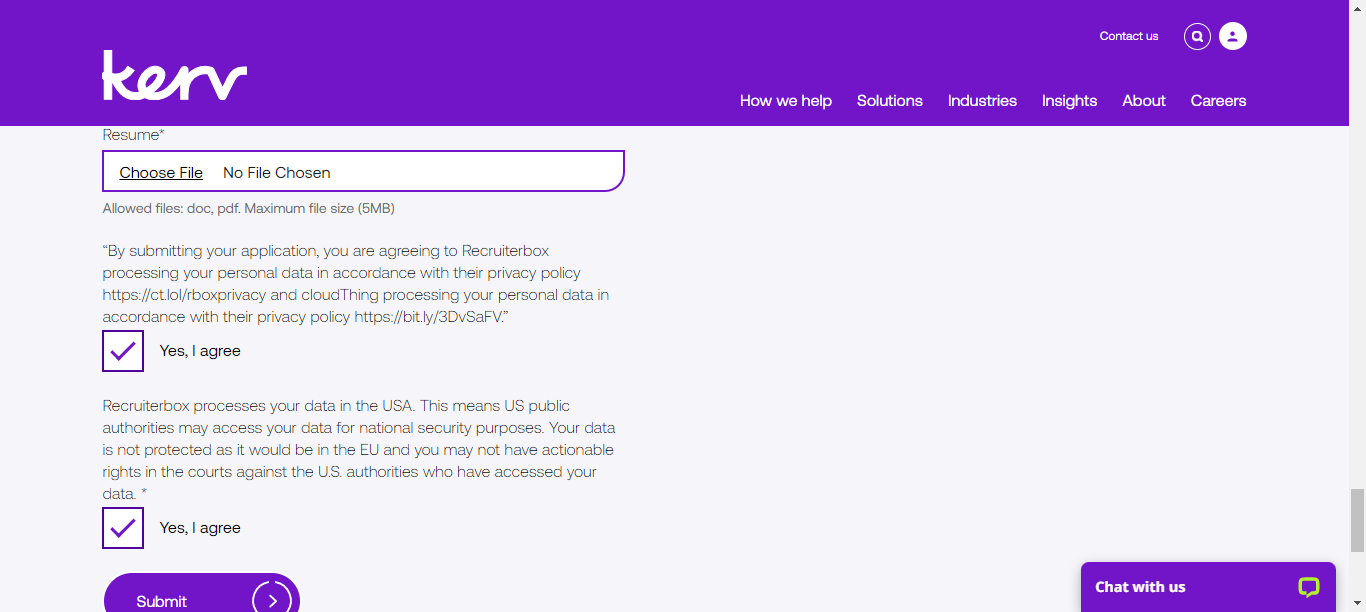 Contact us
kerv
How we help
Solutions
Industries
Insights
About
Careers
Resume*
Choose File
No File Chosen
Allowed files: doc, pdf. Maximum file size (5MB)
“By submitting your application, you are agreeing to Recruiterbox
processing your personal data in accordance with their privacy policy
https://ct.lol/rboxprivacy and cloudThing processing your personal data in
accordance with their privacy policy https://bit.ly/3DvSaFV.”
Yes, I agree
Recruiterbox processes your data in the USA. This means US public
authorities may access your data for national security purposes. Your data
is not protected as it would be in the EU and you may not have actionable
rights in the courts against the U.S. authorities who have accessed your
data. *
Yes, I agree
Submit
Chat with us